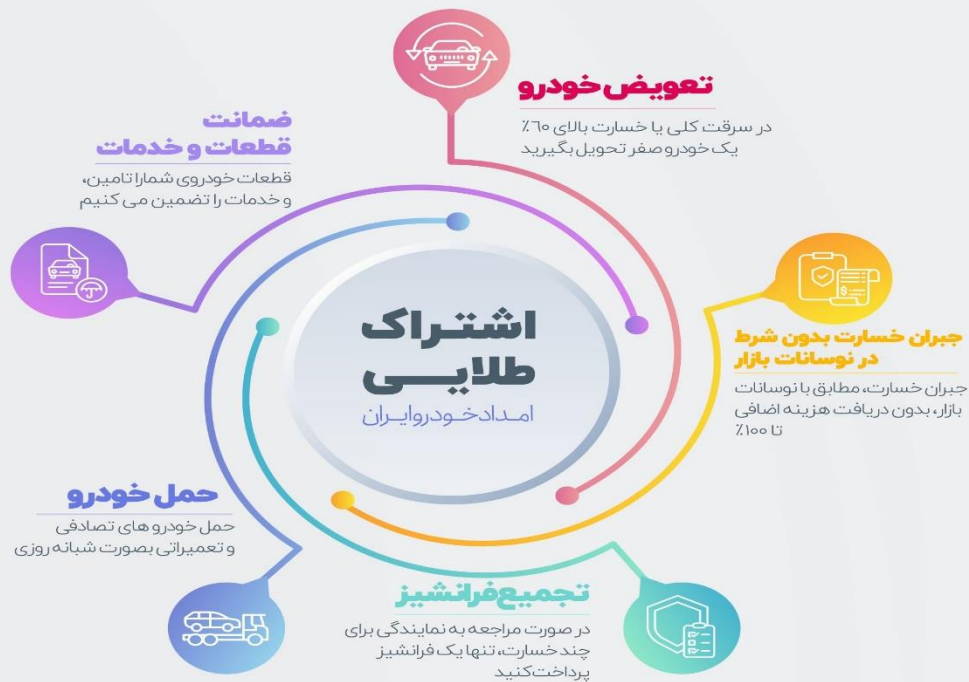 تعویض خودرو
در سرقت کلی یا خسارت بالای ۶۰٪
یک خودرو صفر تحویل بگیرید
ضمانت
قطعات و خدمات
قطعات خودروی شما را تامین،
و خدمات را تضمین می کنیم
اشتراک
طلایی
امداد خودرو ایران
جبران خسارت بدون شرط
در نوسانات بازار
جبران خسارت، مطابق با نوسانات
بازار، بدون دریافت هزینه اضافی
تا ۱۰۰٪
حمل خودرو
حمل خودرو های تصادفی
و تعمیراتی بصورت شبانه روزی
تجمیع فرانشیز
در صورت مراجعه به نمایندگی برای
چند خسارت، تنها یک فرانشیز
پرداخت کنید